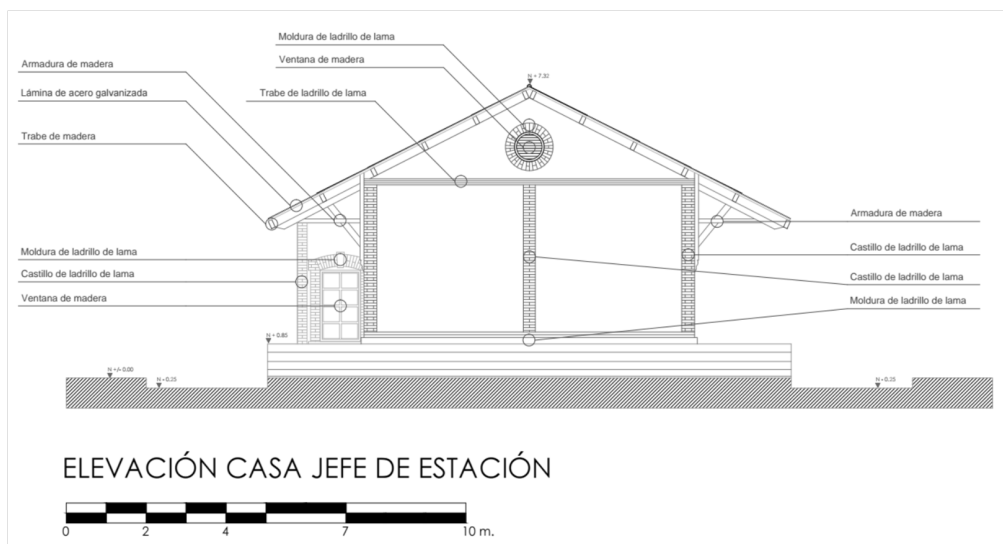 Moldura de ladrillo de lama
Ventana de madera
Armadura de madera
Lámina de acero galvanizada
Trabe de ladrillo de lama
Trabe de madera
N + 7.32
Armadura de madera
Moldura de ladrillo de lama
Castillo de ladrillo de lama
Castillo de ladrillo de lama
Castillo de ladrillo de lama
Ventana de madera
Moldura de ladrillo de lama
N + 0.85
N +/- 0.00
N - 0.25
N - 0.25
ELEVACIÓN CASA JEFE DE ESTACIÓN
0 2 4 7 10 m.